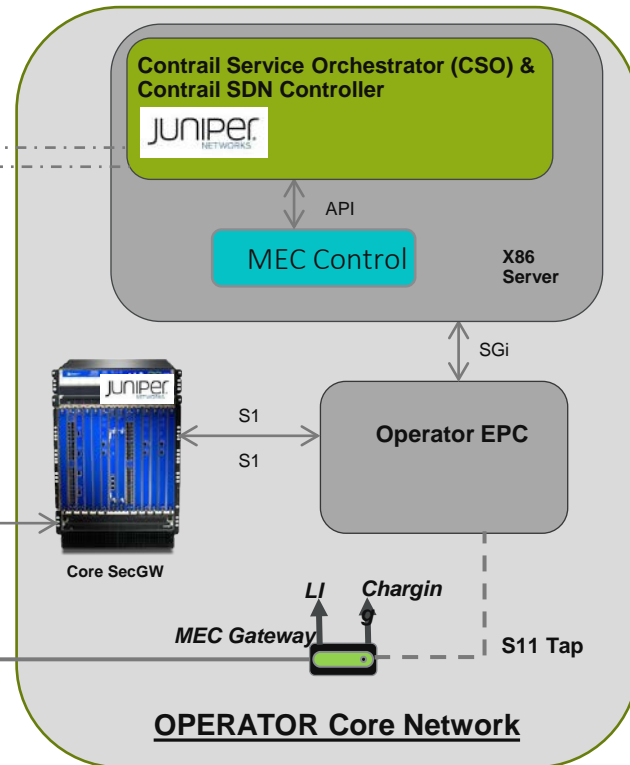 Contrail Service Orchestrator (CSO) &
Contrail SDN Controller
JUNIPER
NETWORKS
API
MEC Control
X86
Server
SGi
JUNIPER
NETWORKS
S1
S1
Operator EPC
Core SecGW
LI
Chargin
g
MEC Gateway
S11 Tap
OPERATOR Core Network